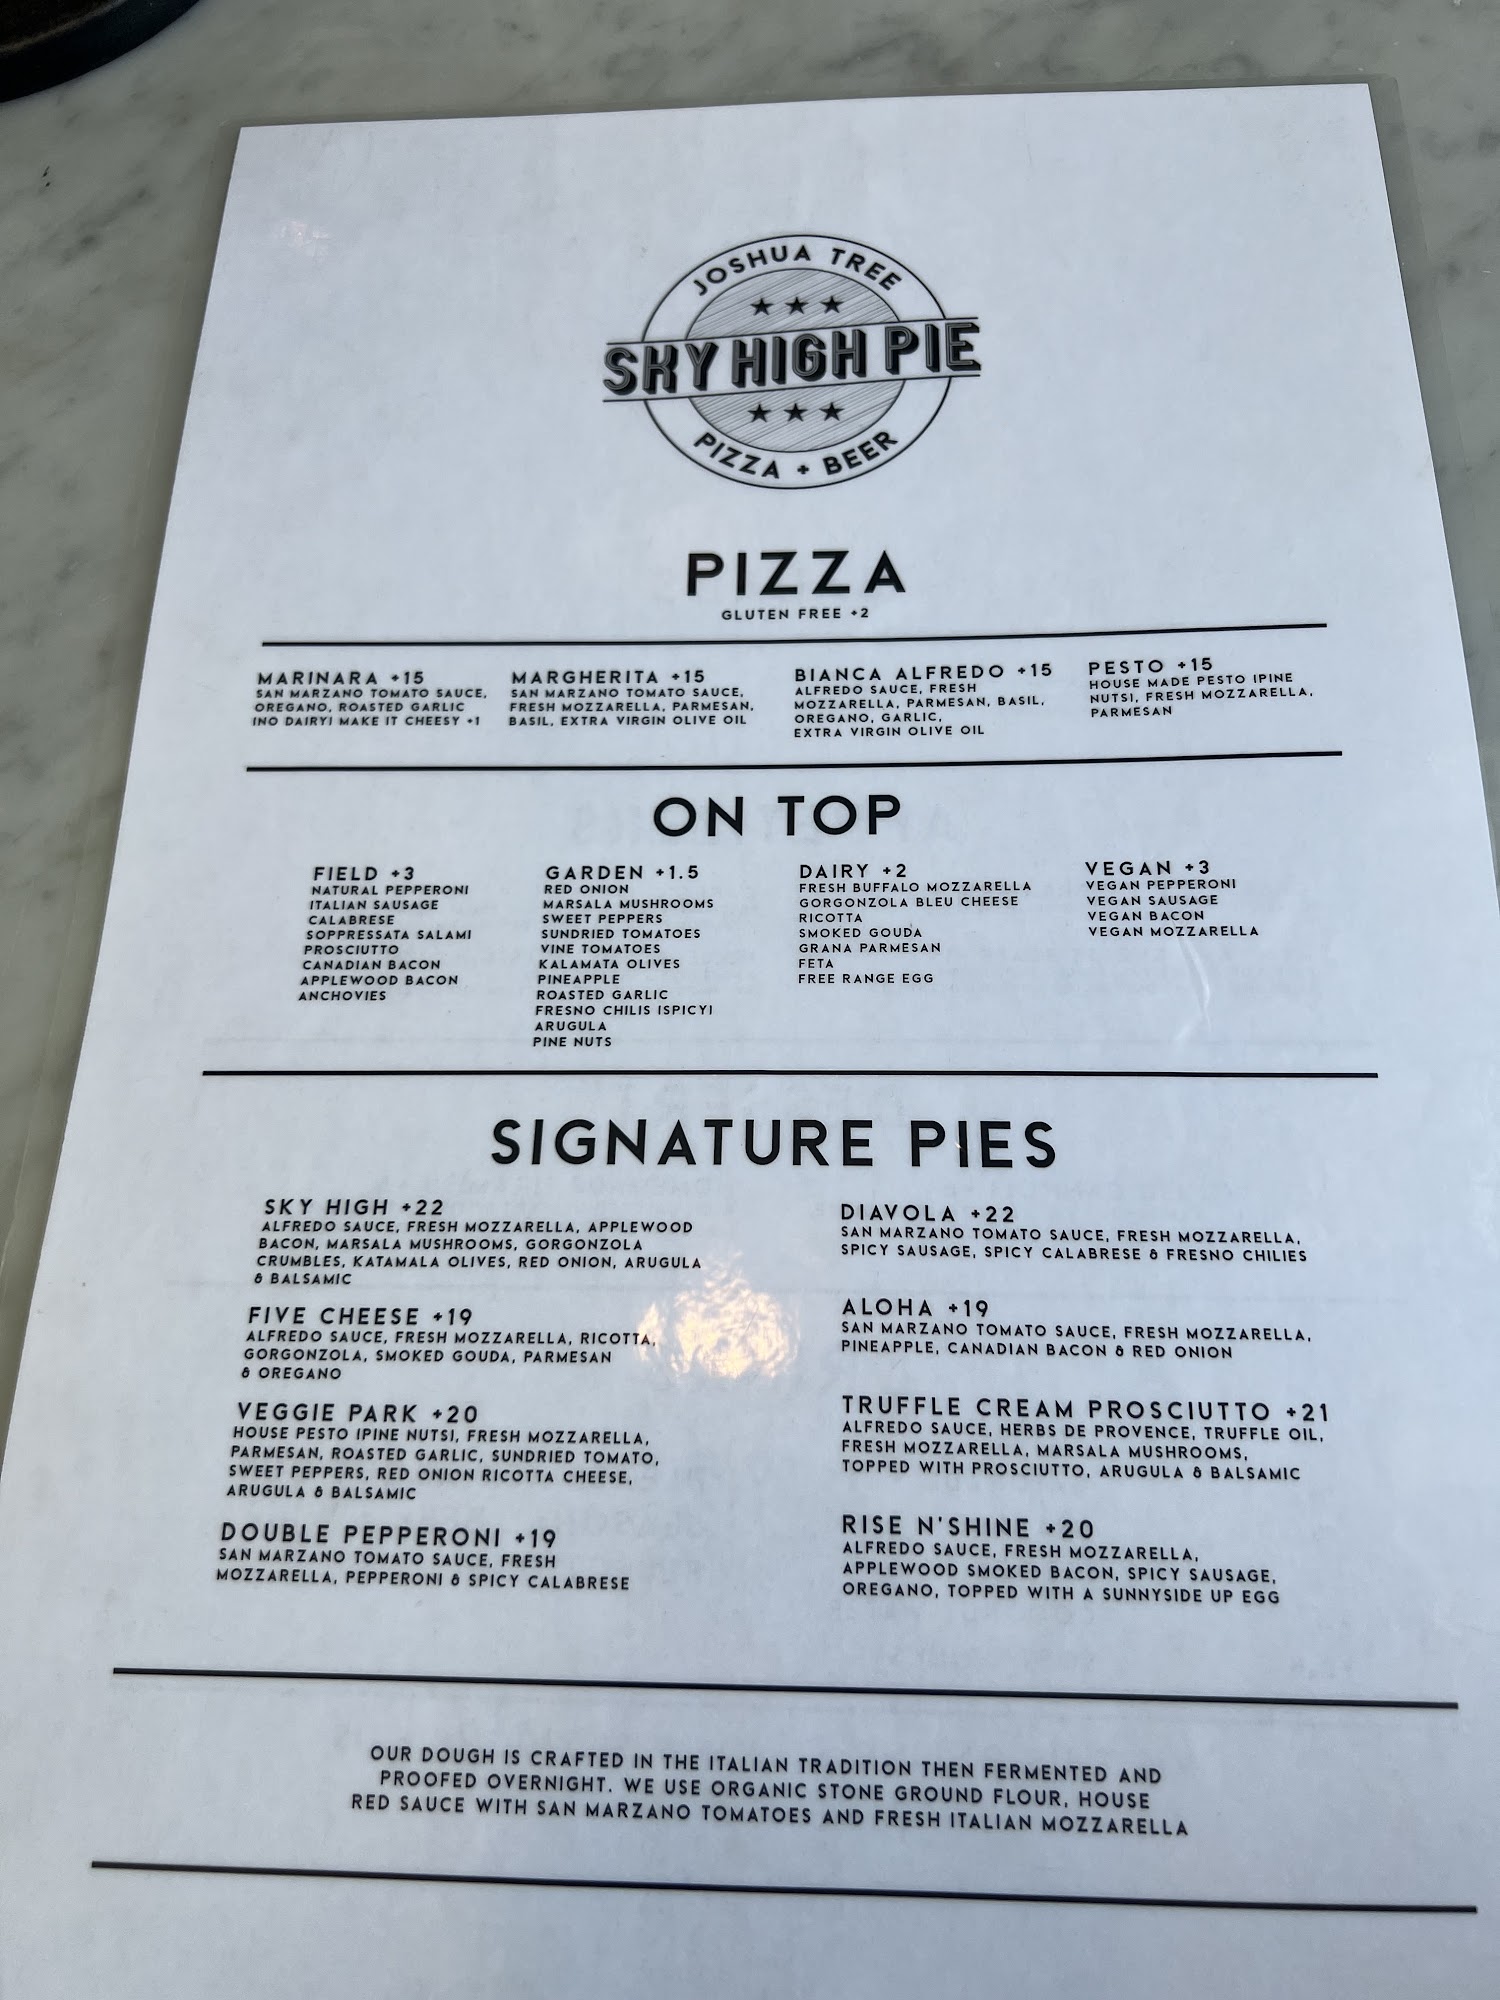 JOSHUA TREE
SKY HIGH PIE
PIZZA + BEER
PIZZA
GLUTEN FREE +2
MARINARA +15
SAN MARZANO TOMATO SAUCE,
OREGANO, ROASTED GARLIC
INO DAIRYI MAKE IT CHEESY +1
MARGHERITA +15
SAN MARZANO TOMATO SAUCE,
FRESH MOZZARELLA, PARMESAN,
BASIL, EXTRA VIRGIN OLIVE OIL
BIANCA ALFREDO +15
ALFREDO SAUCE, FRESH
MOZZARELLA, PARMESAN, BASIL,
OREGANO, GARLIC,
EXTRA VIRGIN OLIVE OIL
PESTO +15
HOUSE MADE PESTO IPINE
NUTSI, FRESH MOZZARELLA,
PARMESAN
ON TOP
FIELD +3
NATURAL PEPPERONI
ITALIAN SAUSAGE
CALABRESE
SOPPRESSATA SALAMI
PROSCIUTTO
CANADIAN BACON
APPLEWOOD BACON
ANCHOVIES
GARDEN +1.5
RED ONION
MARSALA MUSHROOMS
SWEET PEPPERS
SUNDRIED TOMATOES
VINE TOMATOES
KALAMATA OLIVES
PINEAPPLE
ROASTED GARLIC
FRESNO CHILIS ISPICYI
ARUGULA
PINE NUTS
DAIRY +2
FRESH BUFFALO MOZZARELLA
GORGONZOLA BLEU CHEESE
RICOTTA
SMOKED GOUDA
GRANA PARMESAN
FETA
FREE RANGE EGG
VEGAN +3
VEGAN PEPPERONI
VEGAN SAUSAGE
VEGAN BACON
VEGAN MOZZARELLA
SIGNATURE PIES
SKY HIGH +22
ALFREDO SAUCE, FRESH MOZZARELLA, APPLEWOOD
BACON, MARSALA MUSHROOMS, GORGONZOLA
CRUMBLES, KATAMALA OLIVES, RED ONION, ARUGULA
& BALSAMIC
FIVE CHEESE +19
ALFREDO SAUCE, FRESH MOZZARELLA, RICOTTA,
GORGONZOLA, SMOKED GOUDA, PARMESAN
& OREGANO
VEGGIE PARK +20
HOUSE PESTO IPINE NUTSI, FRESH MOZZARELLA,
PARMESAN, ROASTED GARLIC, SUNDRIED TOMATO,
SWEET PEPPERS, RED ONION RICOTTA CHEESE,
ARUGULA & BALSAMIC
DOUBLE PEPPERONI +19
SAN MARZANO TOMATO SAUCE, FRESH
MOZZARELLA, PEPPERONI & SPICY CALABRESE
DIAVOLA +22
SAN MARZANO TOMATO SAUCE, FRESH MOZZARELLA,
SPICY SAUSAGE, SPICY CALABRESE & FRESNO CHILIES
ALOHA +19
SAN MARZANO TOMATO SAUCE, FRESH MOZZARELLA,
PINEAPPLE, CANADIAN BACON & RED ONION
TRUFFLE CREAM PROSCIUTTO +21
ALFREDO SAUCE, HERBS DE PROVENCE, TRUFFLE OIL,
FRESH MOZZARELLA, MARSALA MUSHROOMS,
TOPPED WITH PROSCIUTTO, ARUGULA & BALSAMIC
RISE N'SHINE +20
ALFREDO SAUCE, FRESH MOZZARELLA,
APPLEWOOD SMOKED BACON, SPICY SAUSAGE,
OREGANO, TOPPED WITH A SUNNYSIDE UP EGG
OUR DOUGH IS CRAFTED IN THE ITALIAN TRADITION THEN FERMENTED AND
PROOFED OVERNIGHT. WE USE ORGANIC STONE GROUND FLOUR, HOUSE
RED SAUCE WITH SAN MARZANO TOMATOES AND FRESH ITALIAN MOZZARELLA